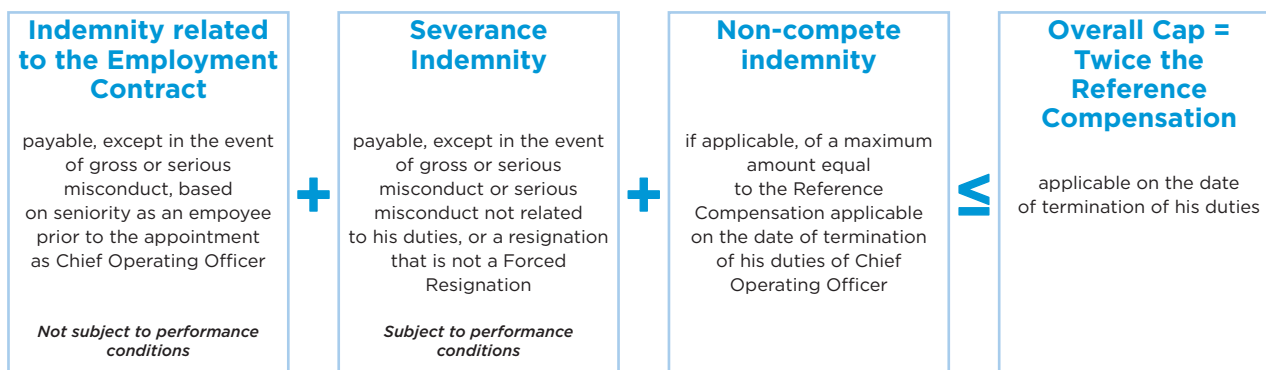 Indemnity related
to the Employment
Contract
payable, except in the event
of gross or serious
misconduct, based
on seniority as an empoyee
prior to the appointment
as Chief Operating Officer
Not subject to performance
conditions
+
Severance
Indemnity
payable, except in the event
of gross or serious
misconduct or serious
misconduct not related
to his duties, or a resignation
that is not a Forced
Resignation
Subject to performance
conditions
+
Non-compete
indemnity
if applicable, of a maximum
amount equal
to the Reference
Compensation applicable
on the date of termination
of his duties of Chief
Operating Officer
≤
Overall Cap =
Twice the
Reference
Compensation
applicable on the date
of termination of his duties